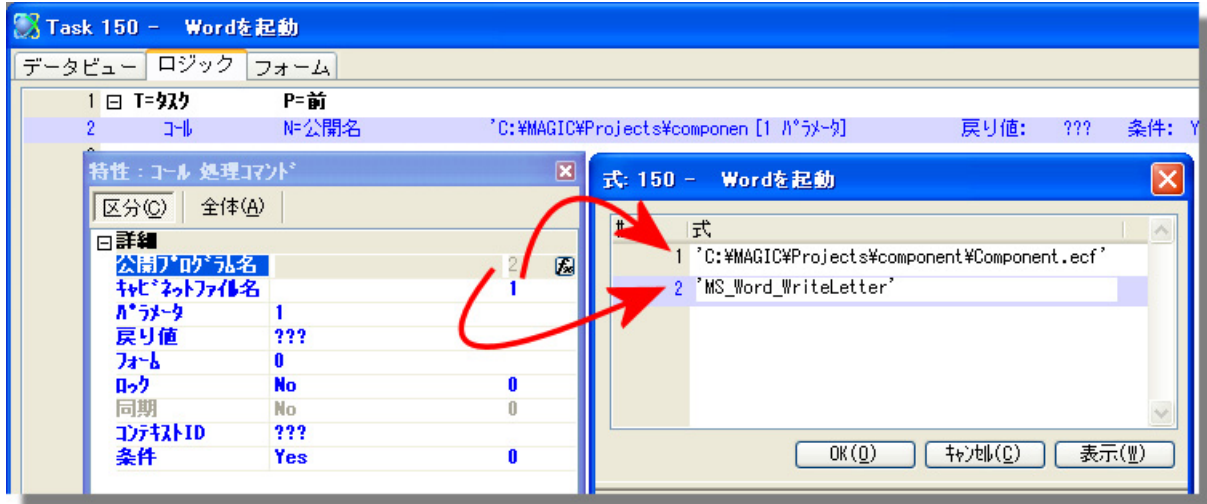 Task 150 - Wordを起動
データビュー ロジック フォーム
1 T=ﾀｽｸ P=前
2 ｺｰﾙ N=公開名 'C:¥MAGIC¥Projects¥componen [1 ﾊﾟﾗﾒｰﾀ] 戻り値: ??? 条件: Y
特性:ｺｰﾙ 処理ｺﾏﾝﾄﾞ
区分(C) 全体(A)
詳細
公開ﾌﾟﾛｸﾞﾗﾑ名 2
ｷｬﾋﾞﾈｯﾄﾌｧｲﾙ名 1
ﾊﾟﾗﾒｰﾀ 1
戻り値 ???
ﾌｫｰﾑ 0
ﾛｯｸ No 0
同期 No 0
ｺﾝﾃｷｽﾄID ???
条件 Yes 0
式: 150 - Wordを起動
# 式
1 'C:¥MAGIC¥Projects¥component¥Component.ecf'
2 'MS_Word_WriteLetter'
OK(O) ｷｬﾝｾﾙ(C) 表示(W)